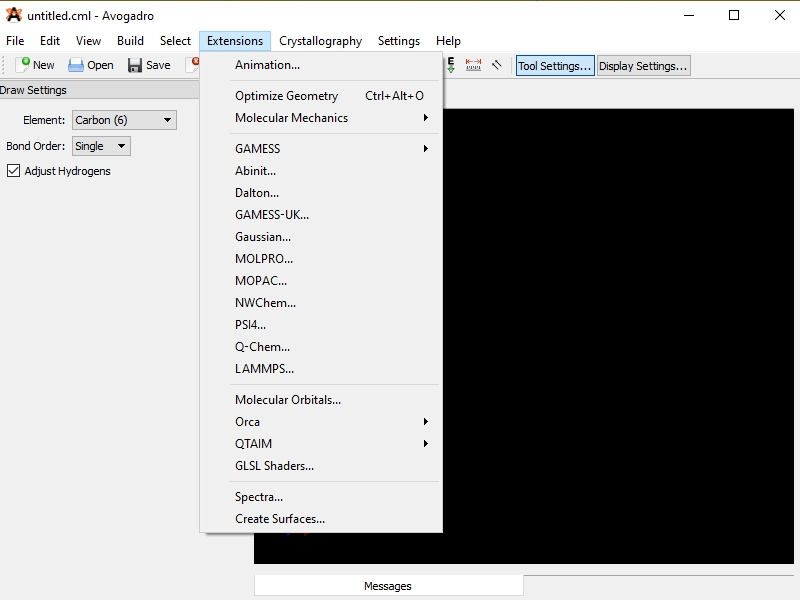 untitled.cml - Avogadro
File Edit View Build Select Extensions Crystallography Settings Help
New Open Save E Tool Settings... Display Settings...
Draw Settings
Element: Carbon (6)
Bond Order: Single
Adjust Hydrogens
Animation...
Optimize Geometry Ctrl+Alt+O
Molecular Mechanics
GAMESS
Abinit...
Dalton...
GAMESS-UK...
Gaussian...
MOLPRO...
MOPAC...
NWChem...
PSI4...
Q-Chem...
LAMMPS...
Molecular Orbitals...
Orca
QTAIM
GLSL Shaders...
Spectra...
Create Surfaces...
Messages